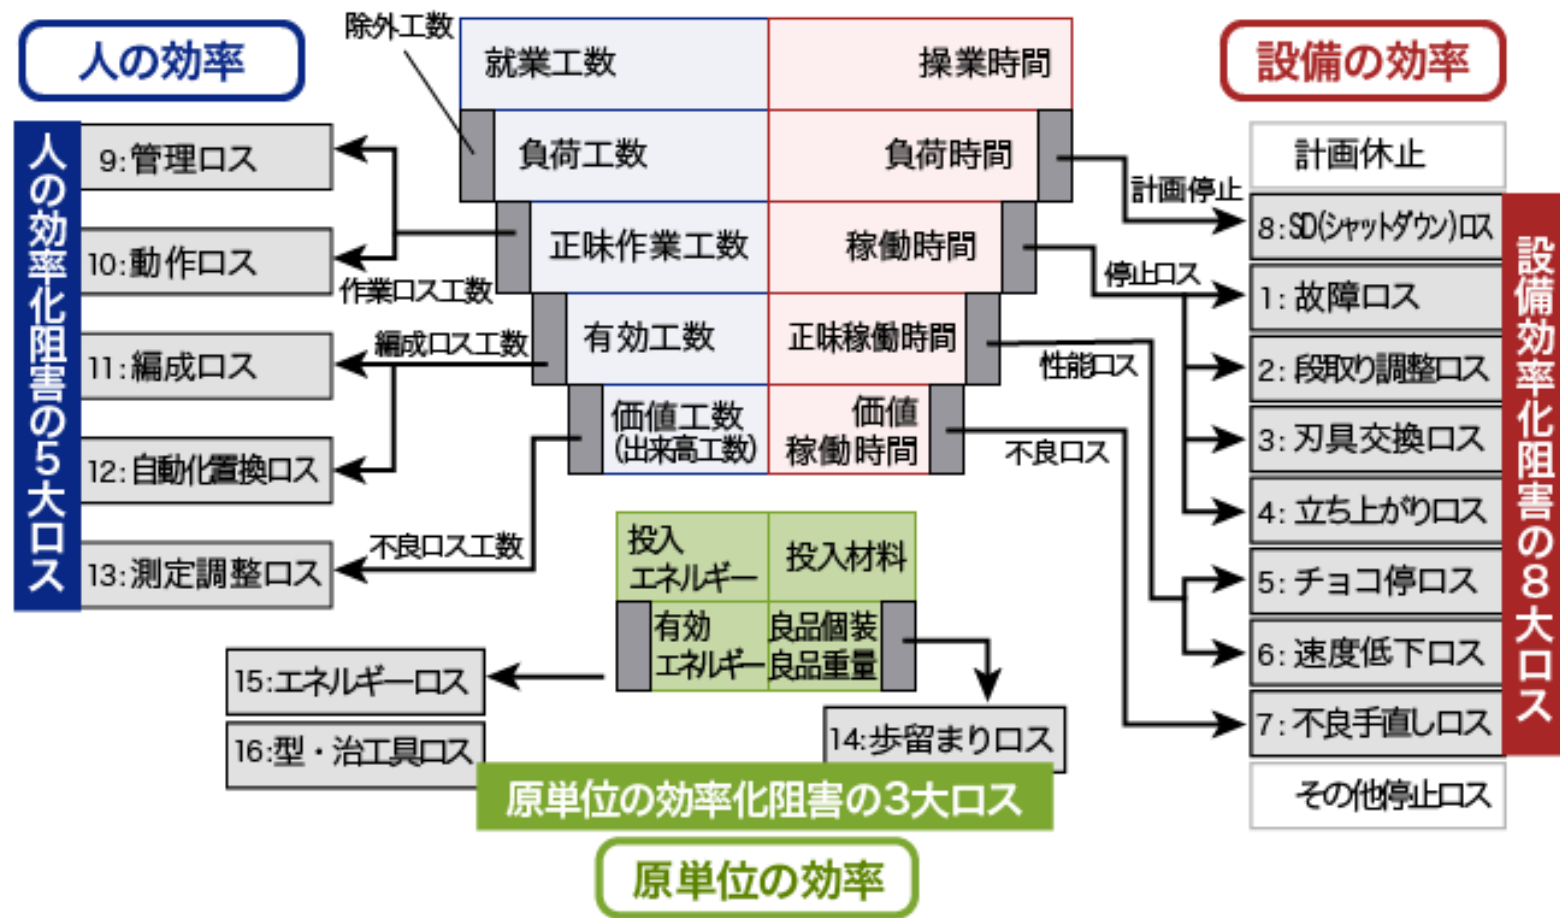 除外工数
人の効率
就業工数
操業時間
設備の効率
人の効率化阻害の5大ロス
9:管理ロス
10:動作ロス
11:編成ロス
12:自動化置換ロス
13:測定調整ロス
作業ロス工数
編成ロス工数
不良ロス工数
負荷工数
負荷時間
正味作業工数
稼働時間
有効工数
正味稼働時間
価値工数
(出来高工数)
価値
稼働時間
計画停止
停止ロス
性能ロス
不良ロス
計画休止
8:SD(シャットダウン)ロス
1:故障ロス
2:段取り調整ロス
3:刃具交換ロス
4:立ち上がりロス
5:チョコ停ロス
6:速度低下ロス
7:不良手直しロス
その他停止ロス
設備効率化阻害の8大ロス
投入
エネルギー
投入材料
有効
エネルギー
良品個装
良品重量
15:エネルギーロス
16:型・治工具ロス
14:歩留まりロス
原単位の効率化阻害の3大ロス
原単位の効率